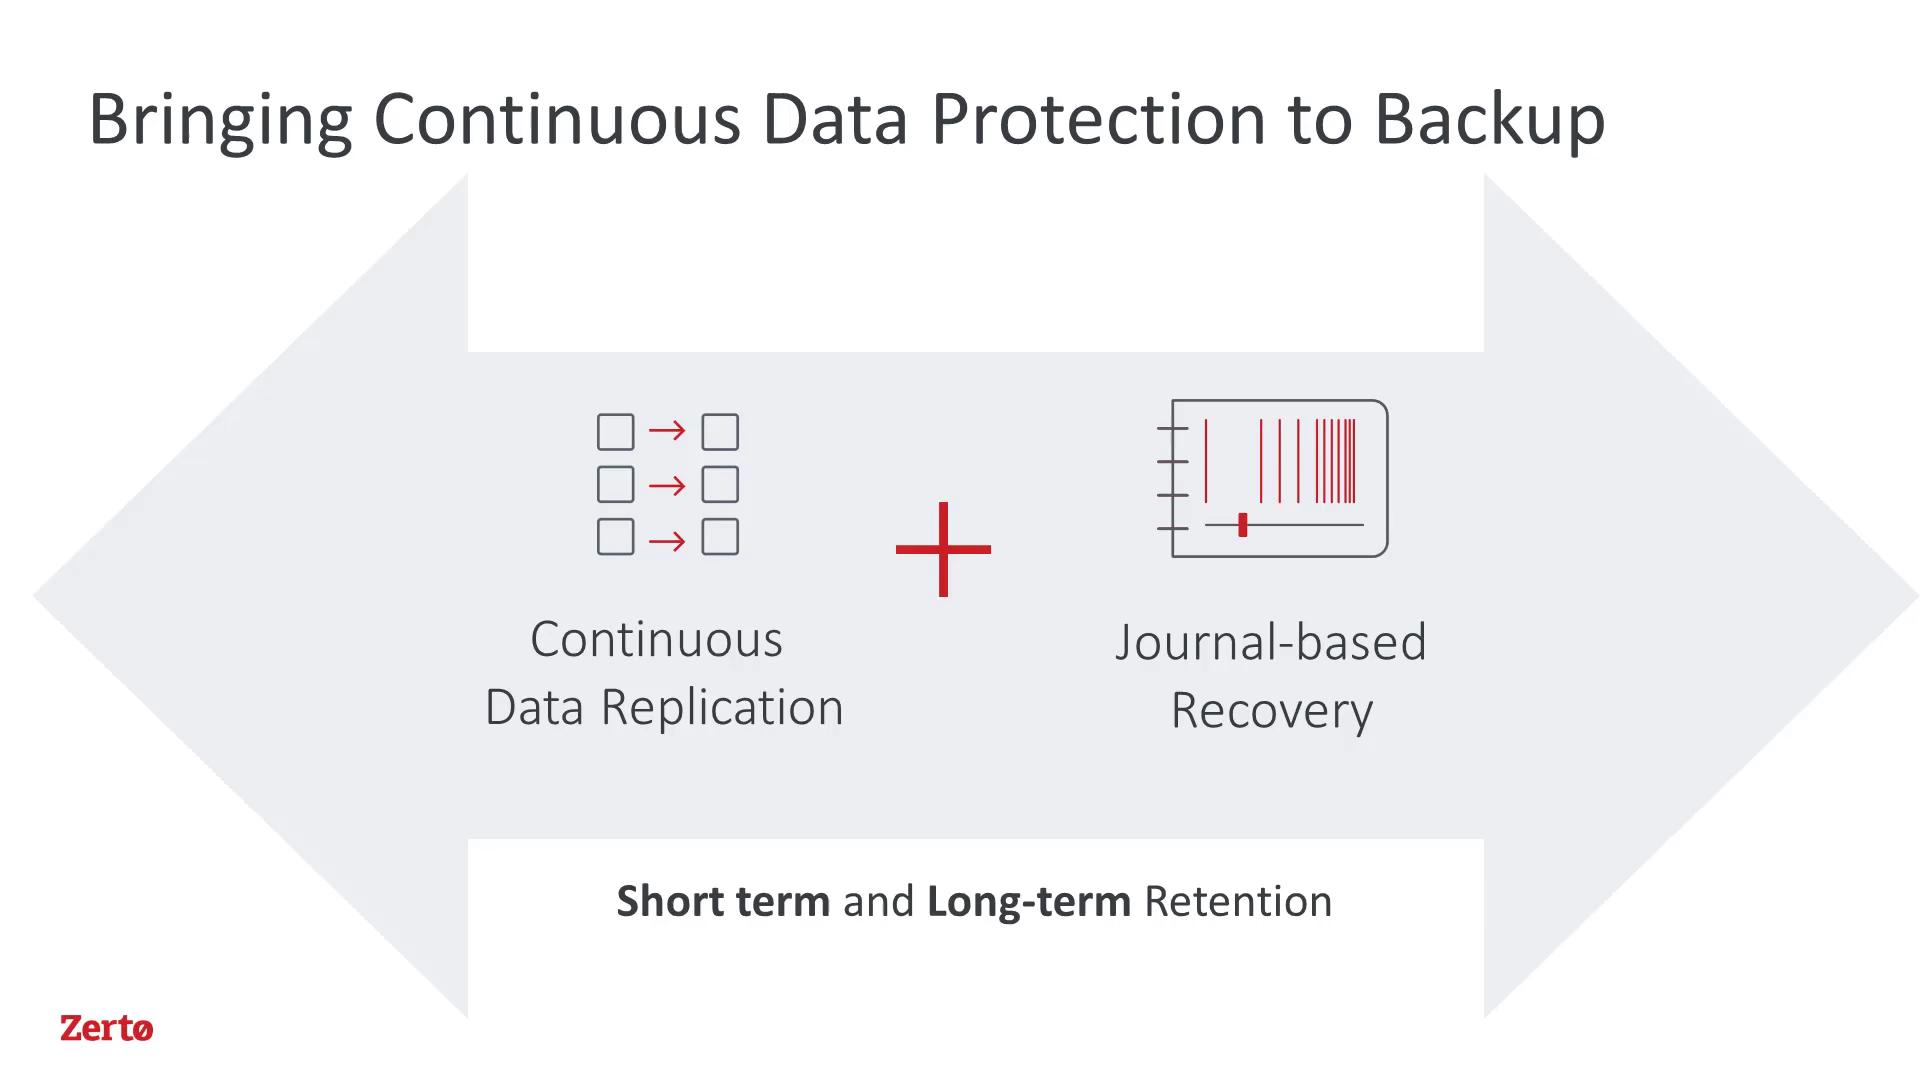 Bringing Continuous Data Protection to Backup
Continuous
Data Replication
Journal-based
Recovery
Short term and Long-term Retention
Zerto